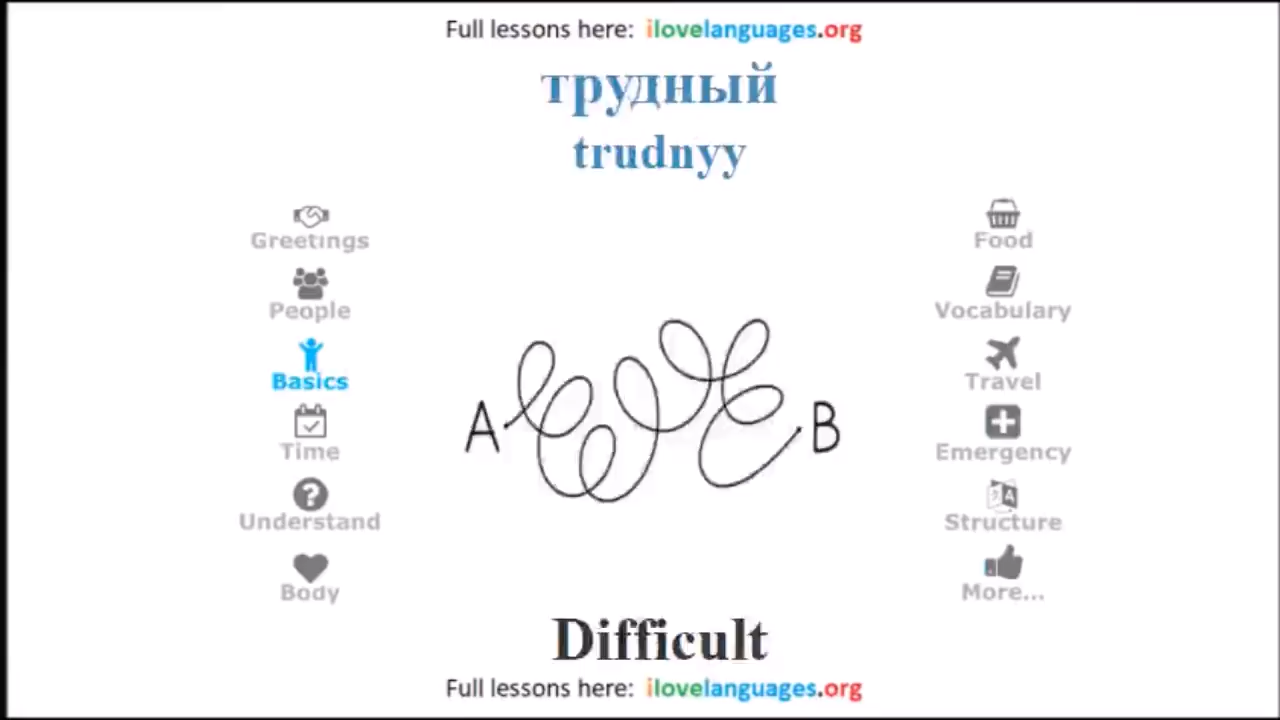 Full lessons here: ilovelanguages.org
трудный
trudnyy
Greetings
People
Basics
Time
Understand
Body
Food
Vocabulary
Travel
Emergency
Structure
More...
A
B
Difficult
Full lessons here: ilovelanguages.org